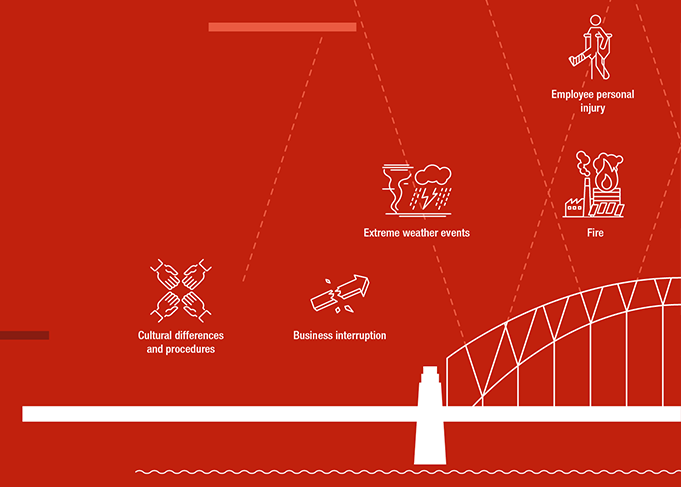 Employee personal
injury
Extreme weather events
Fire
Cultural differences
and procedures
Business interruption